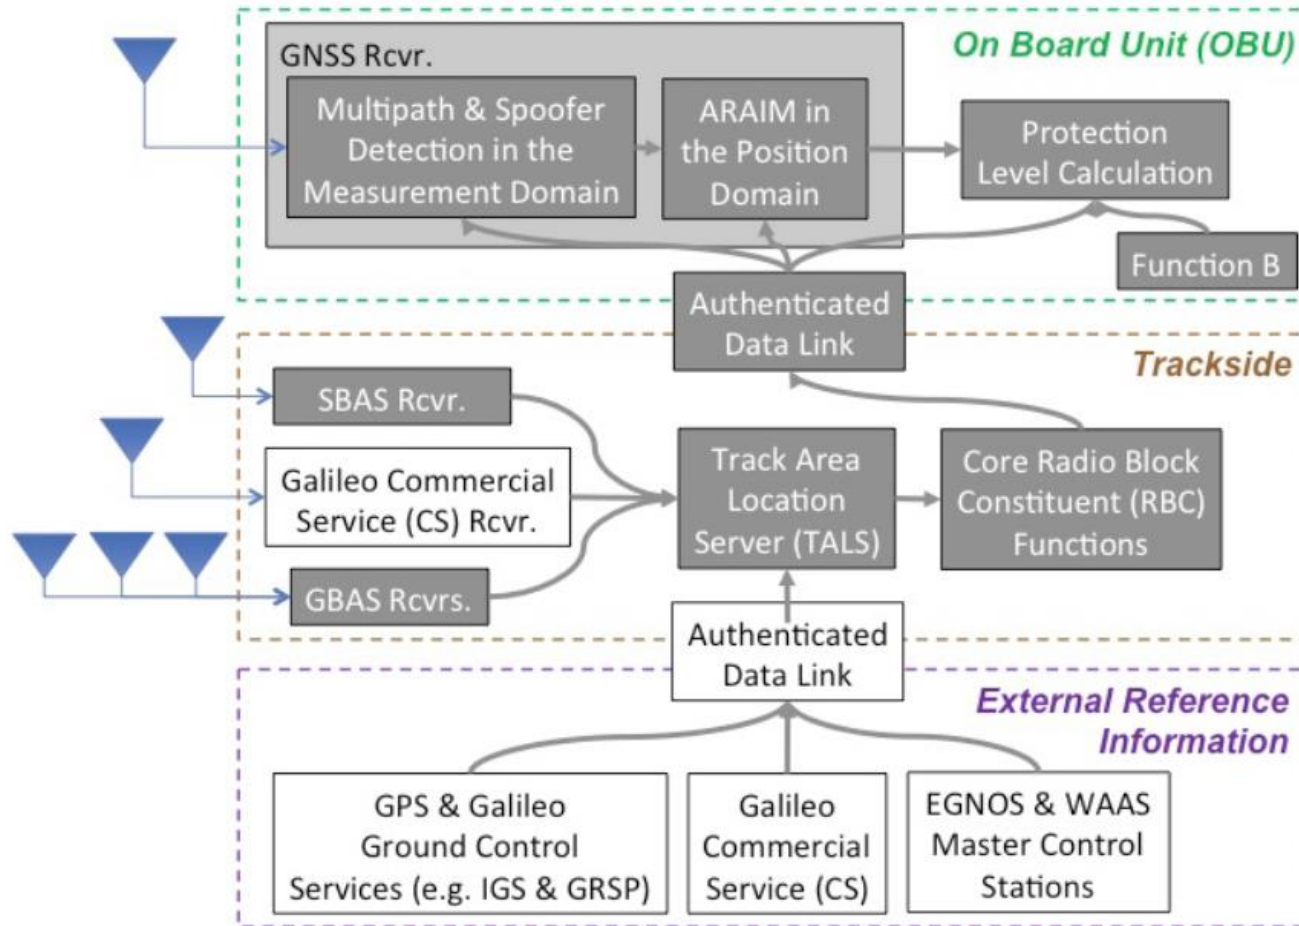 On Board Unit (OBU)
GNSS Rcvr.
Multipath & Spoofer
Detection in the
Measurement Domain
ARAIM in
the Position
Domain
Protection
Level Calculation
Function B
Authenticated
Data Link
Trackside
SBAS Rcvr.
Galileo Commercial
Service (CS) Rcvr.
GBAS Rcvrs.
Track Area
Location
Server (TALS)
Core Radio Block
Constituent (RBC)
Functions
Authenticated
Data Link
External Reference
Information
GPS & Galileo
Ground Control
Services (e.g. IGS & GRSP)
Galileo
Commercial
Service (CS)
EGNOS & WAAS
Master Control
Stations